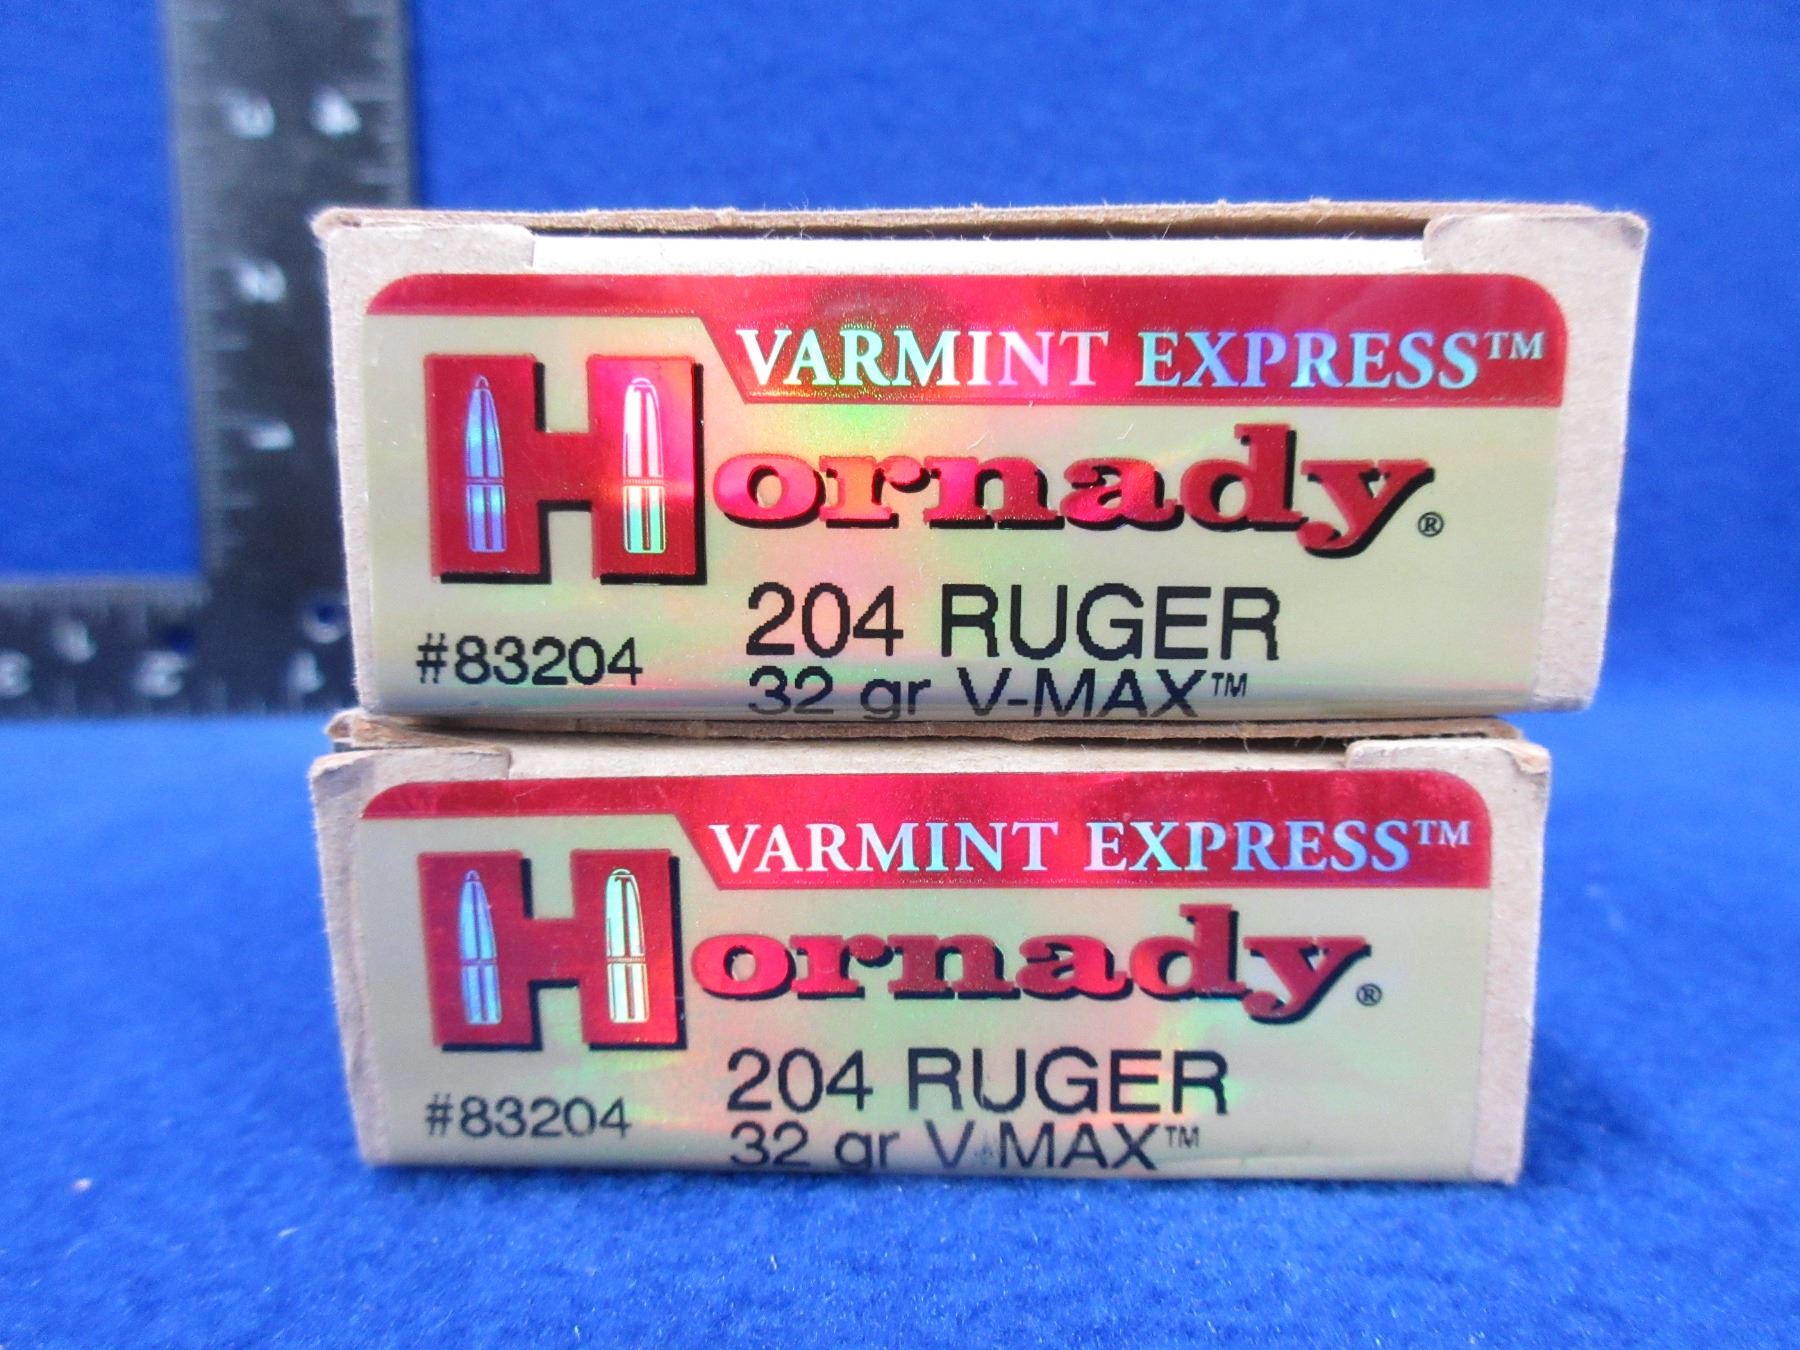 VARMINT EXPRESS™
Hornady®
204 RUGER
#83204
32 gr V-MAX™
VARMINT EXPRESS™
Hornady®
204 RUGER
#83204
32 gr V-MAX™